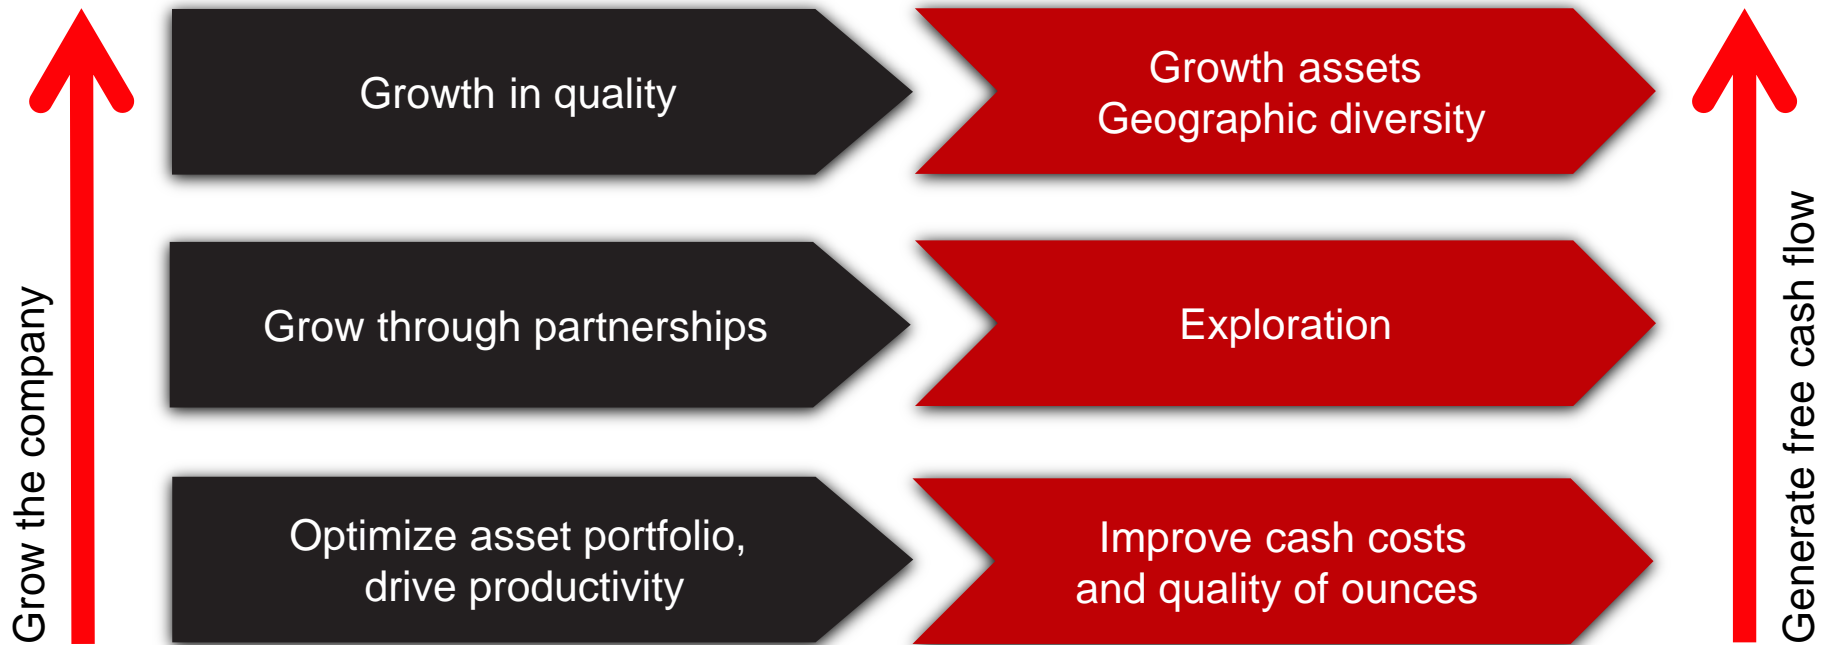 Grow the company
Growth in quality
Growth assets
Geographic diversity
Grow through partnerships
Exploration
Optimize asset portfolio,
drive productivity
Improve cash costs
and quality of ounces
Generate free cash flow